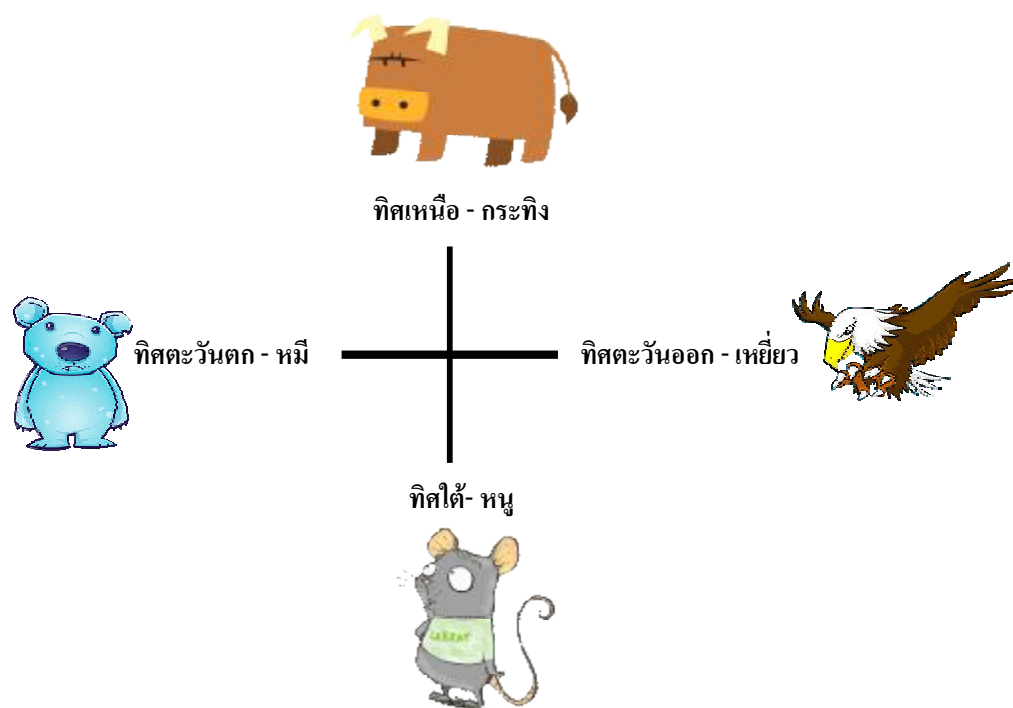 ทิศเหนือ - กระทิง
ทิศตะวันตก - หมี
ทิศตะวันออก - เหยี่ยว
ทิศใต้- หนู